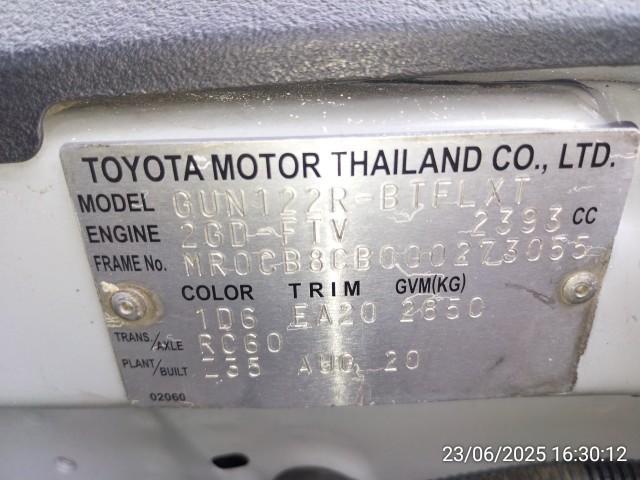 TOYOTA MOTOR THAILAND CO., LTD.
MODEL GUN122R-BTFLXT
ENGINE 2GD-FTV 2393 CC
FRAME No. MR0CB8CB000273055
COLOR TRIM GVM(KG)
1D6 EA20 2850
TRANS./AXLE RC60
PLANT/BUILT Z35 AUG 20
02060
23/06/2025 16:30:12